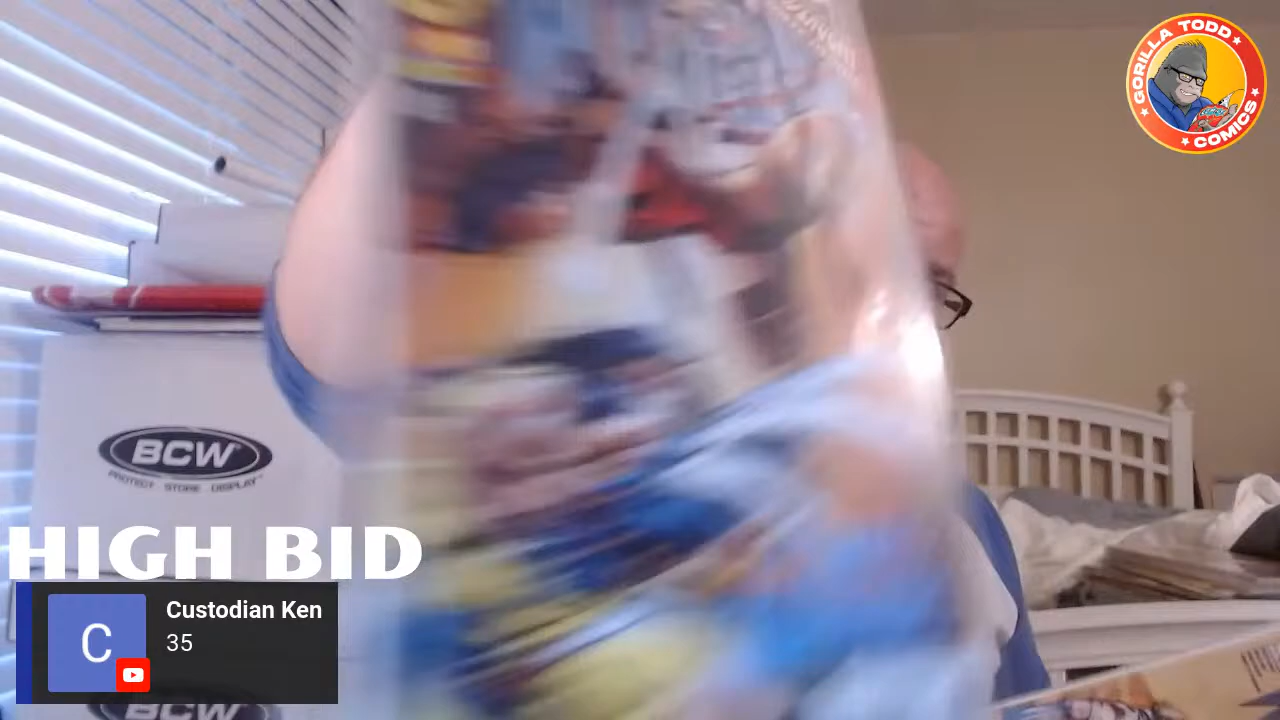 GORILLA TODD
COMICS
BCW
PROTECT · STORE · DISPLAY
HIGH BID
Custodian Ken
C
35
BCW